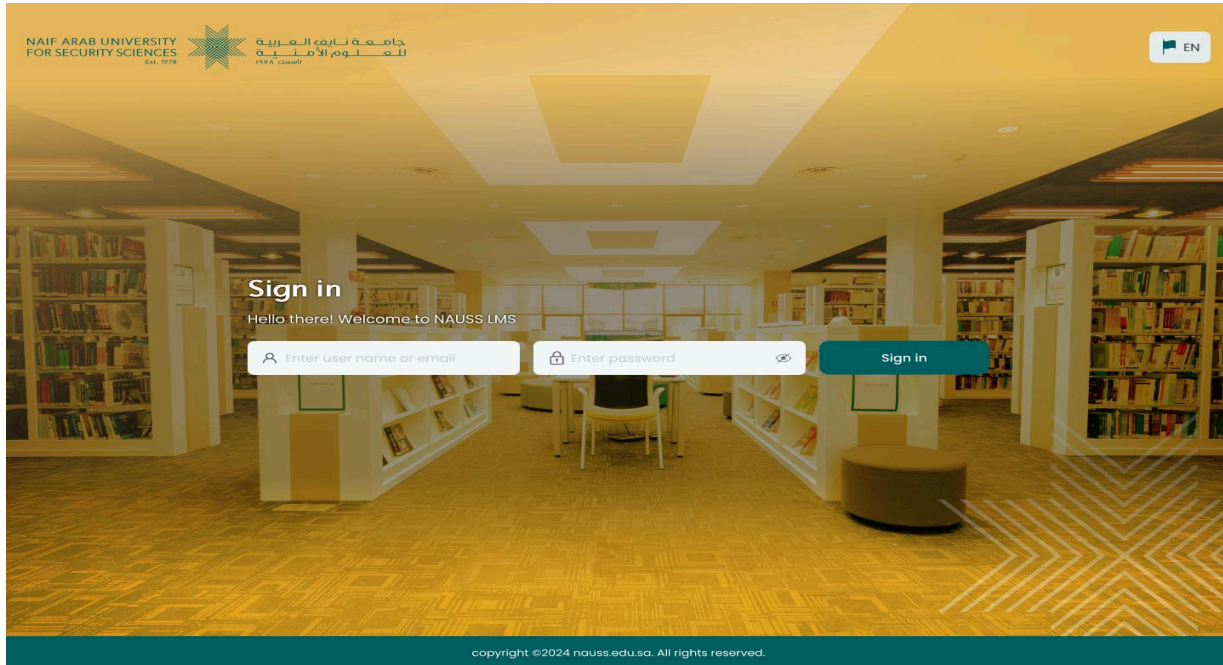 NAIF ARAB UNIVERSITY
FOR SECURITY SCIENCES
Est. 1978
جامعة نايف العربية
للعلوم الأمنية
تأسست ١٩٧٨
EN
Sign in
Hello there! Welcome to NAUSS LMS
Enter user name or email
Enter password
Sign in
copyright ©2024 nauss.edu.sa. All rights reserved.